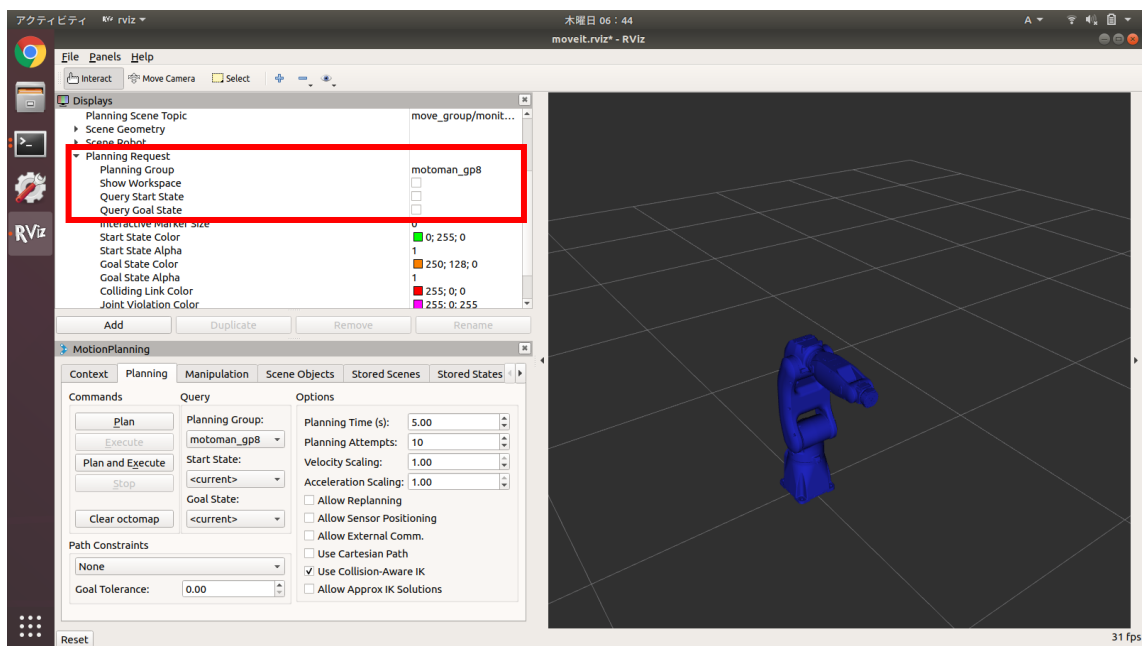 アクティビティ RViz rviz ▾ 木曜日 06：44 A ▾
moveit.rviz* - RViz
File Panels Help
Interact Move Camera Select
Displays
Planning Scene Topic move_group/monit...
Scene Geometry
Scene Robot
Planning Request
Planning Group motoman_gp8
Show Workspace
Query Start State
Query Goal State
Interactive Marker Size 0
Start State Color 0; 255; 0
Start State Alpha 1
Goal State Color 250; 128; 0
Goal State Alpha 1
Colliding Link Color 255; 0; 0
Joint Violation Color 255; 0; 255
Add Duplicate Remove Rename
MotionPlanning
Context Planning Manipulation Scene Objects Stored Scenes Stored States
Commands Query Options
Plan Planning Group: Planning Time (s): 5.00
Execute motoman_gp8 Planning Attempts: 10
Plan and Execute Start State: Velocity Scaling: 1.00
Stop <current> Acceleration Scaling: 1.00
Goal State: Allow Replanning
Clear octomap <current> Allow Sensor Positioning
Allow External Comm.
Path Constraints Use Cartesian Path
None Use Collision-Aware IK
Goal Tolerance: 0.00 Allow Approx IK Solutions
RViz
Reset 31 fps